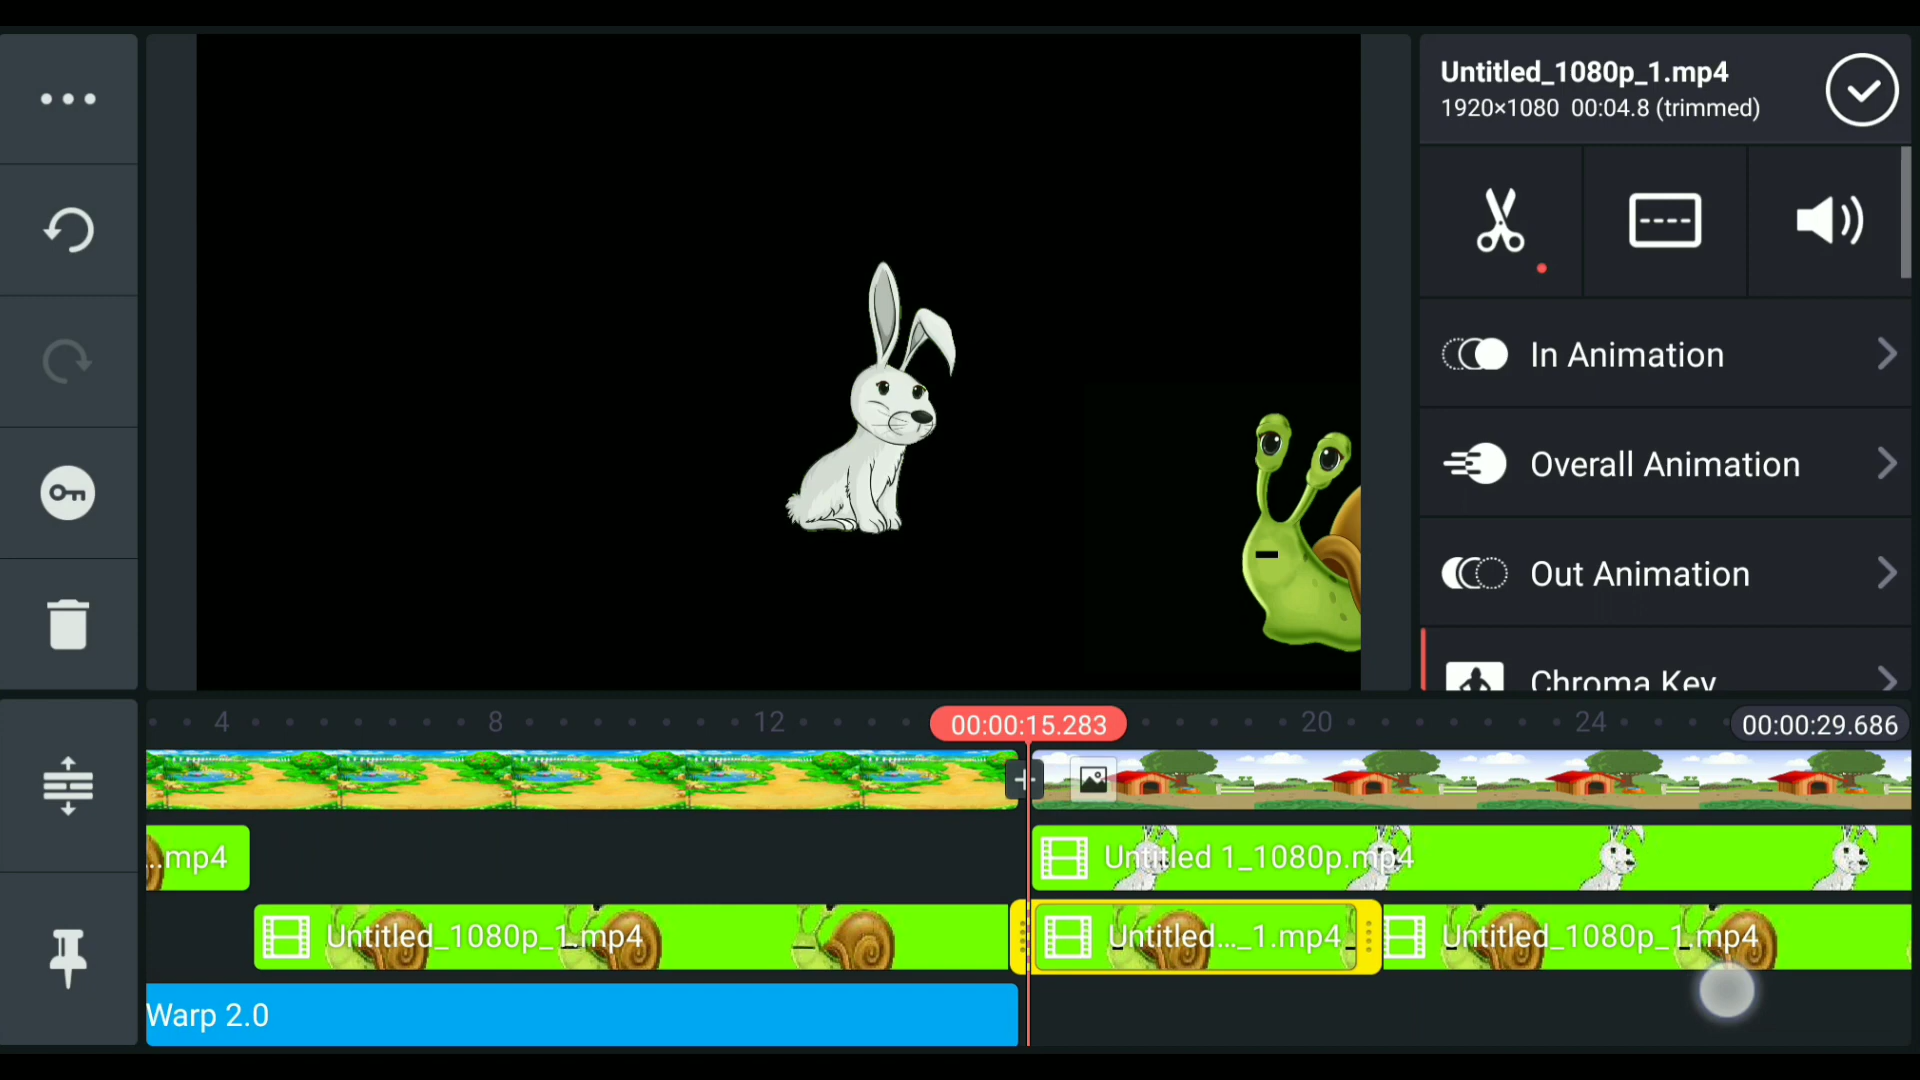 Untitled_1080p_1.mp4
1920×1080 00:04.8 (trimmed)
In Animation
Overall Animation
Out Animation
Chroma Key
4 8 12 00:00:15.283 20 24 00:00:29.686
...mp4
Untitled 1_1080p.mp4
Untitled_1080p_1.mp4
Untitled..._1.mp4
Untitled_1080p_1.mp4
Warp 2.0